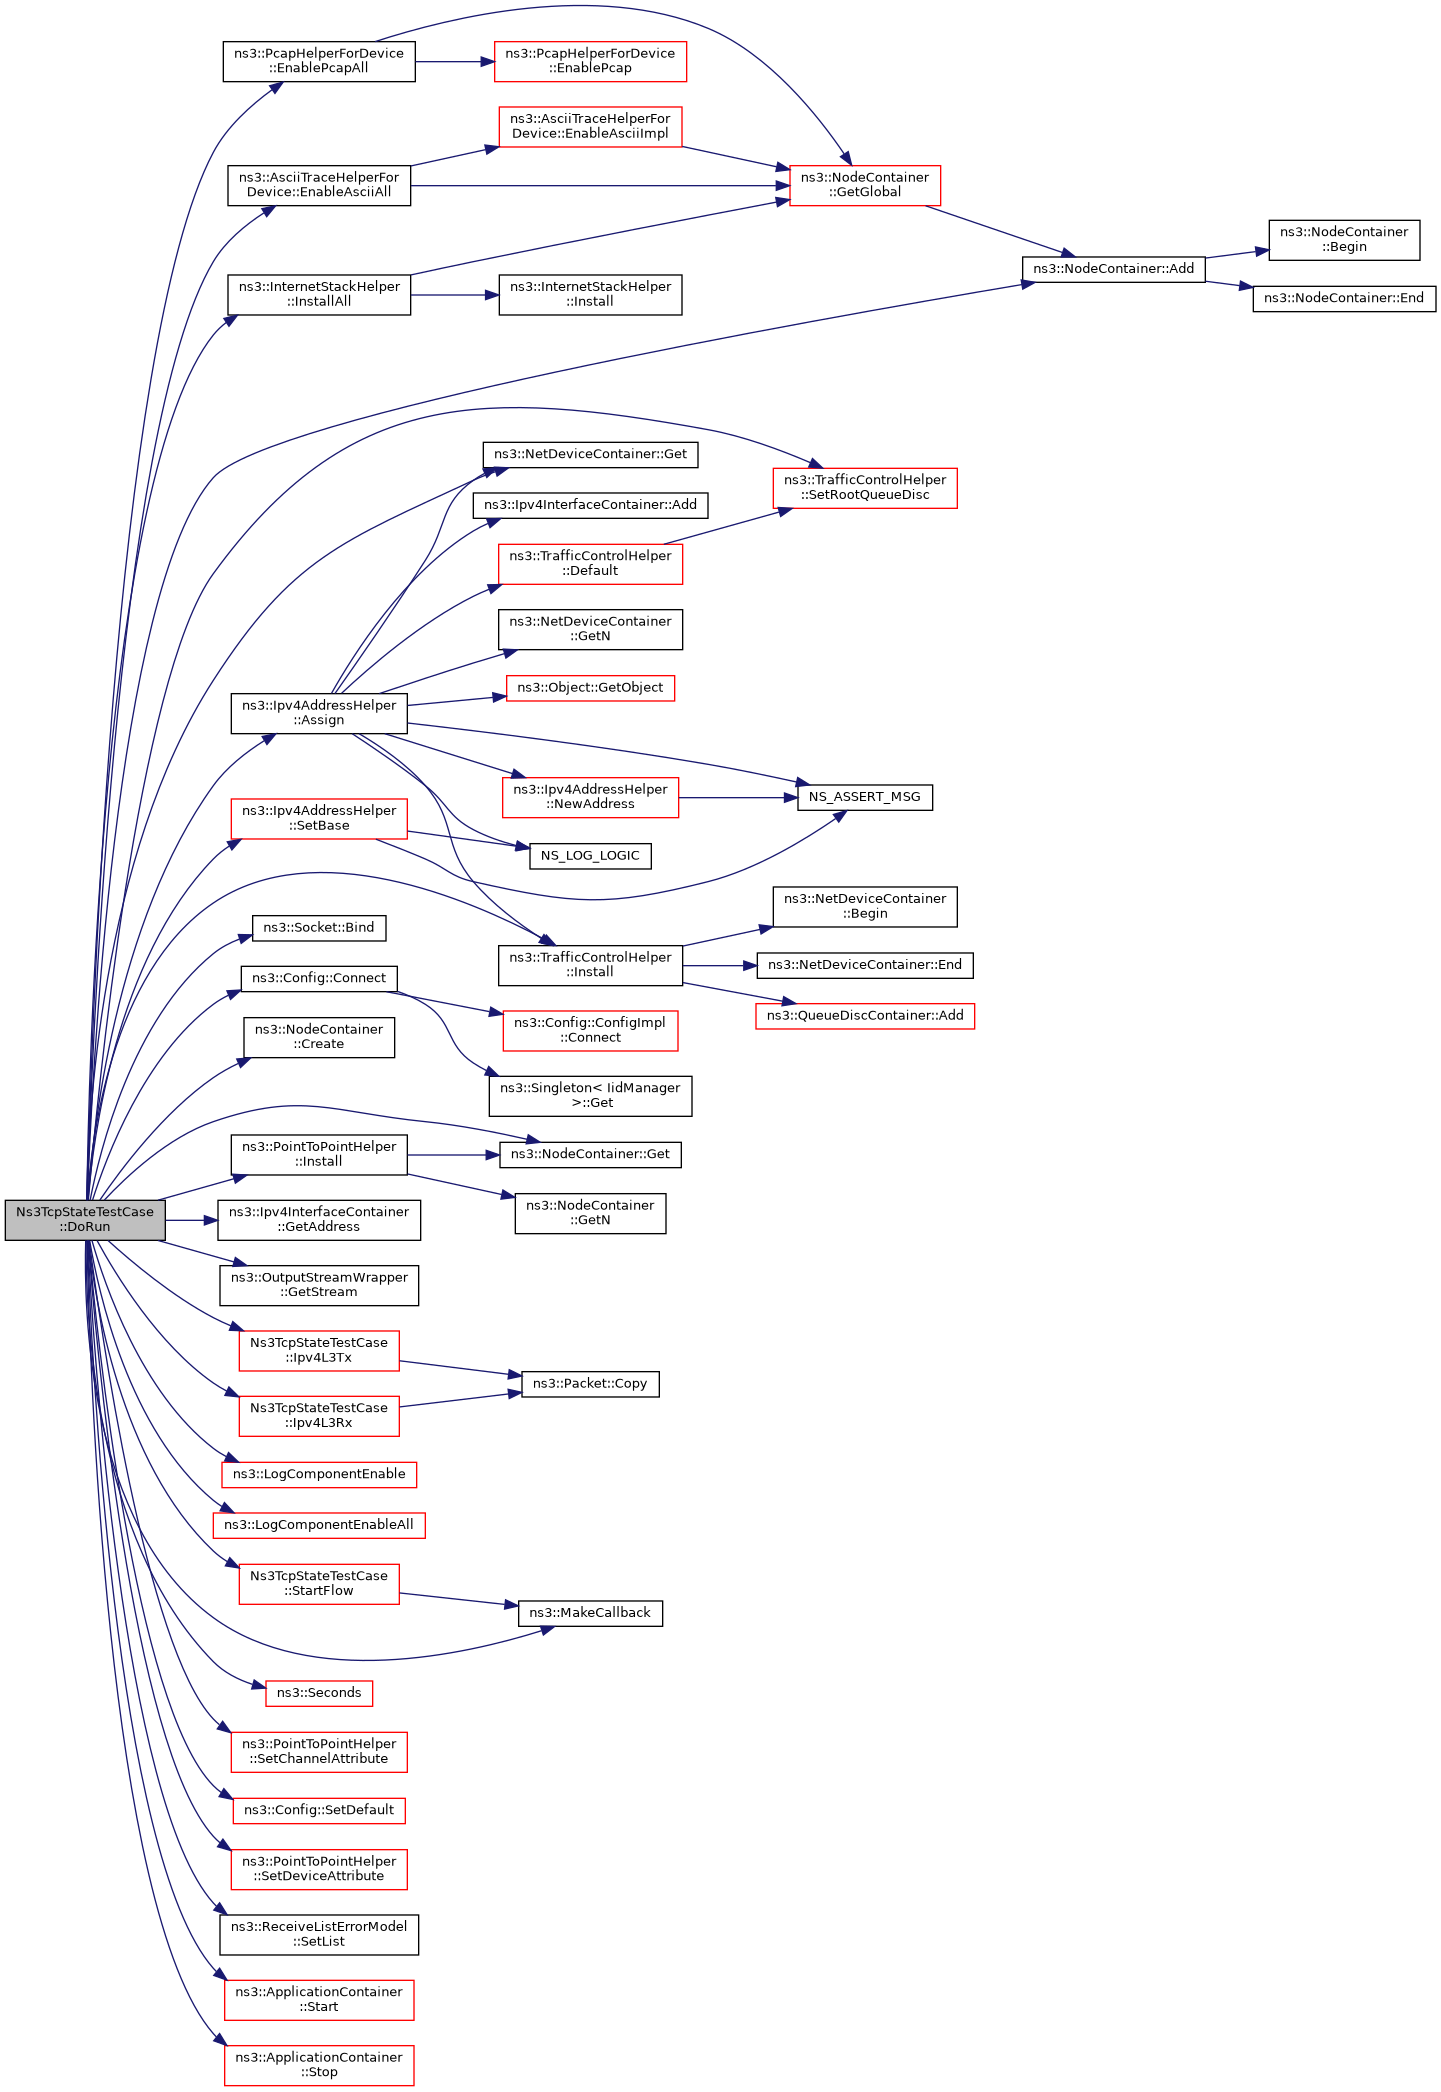 ns3::PcapHelperForDevice
::EnablePcapAll
ns3::PcapHelperForDevice
::EnablePcap
ns3::AsciiTraceHelperFor
Device::EnableAsciiImpl
ns3::AsciiTraceHelperFor
Device::EnableAsciiAll
ns3::NodeContainer
::GetGlobal
ns3::NodeContainer
::Begin
ns3::NodeContainer::Add
ns3::NodeContainer::End
ns3::InternetStackHelper
::InstallAll
ns3::InternetStackHelper
::Install
ns3::NetDeviceContainer::Get
ns3::TrafficControlHelper
::SetRootQueueDisc
ns3::Ipv4InterfaceContainer::Add
ns3::TrafficControlHelper
::Default
ns3::NetDeviceContainer
::GetN
ns3::Object::GetObject
ns3::Ipv4AddressHelper
::Assign
ns3::Ipv4AddressHelper
::NewAddress
NS_ASSERT_MSG
ns3::Ipv4AddressHelper
::SetBase
NS_LOG_LOGIC
ns3::NetDeviceContainer
::Begin
ns3::Socket::Bind
ns3::TrafficControlHelper
::Install
ns3::NetDeviceContainer::End
ns3::Config::Connect
ns3::QueueDiscContainer::Add
ns3::Config::ConfigImpl
::Connect
ns3::NodeContainer
::Create
ns3::Singleton< IidManager
>::Get
ns3::PointToPointHelper
::Install
ns3::NodeContainer::Get
ns3::NodeContainer
::GetN
Ns3TcpStateTestCase
::DoRun
ns3::Ipv4InterfaceContainer
::GetAddress
ns3::OutputStreamWrapper
::GetStream
Ns3TcpStateTestCase
::Ipv4L3Tx
ns3::Packet::Copy
Ns3TcpStateTestCase
::Ipv4L3Rx
ns3::LogComponentEnable
ns3::LogComponentEnableAll
Ns3TcpStateTestCase
::StartFlow
ns3::MakeCallback
ns3::Seconds
ns3::PointToPointHelper
::SetChannelAttribute
ns3::Config::SetDefault
ns3::PointToPointHelper
::SetDeviceAttribute
ns3::ReceiveListErrorModel
::SetList
ns3::ApplicationContainer
::Start
ns3::ApplicationContainer
::Stop